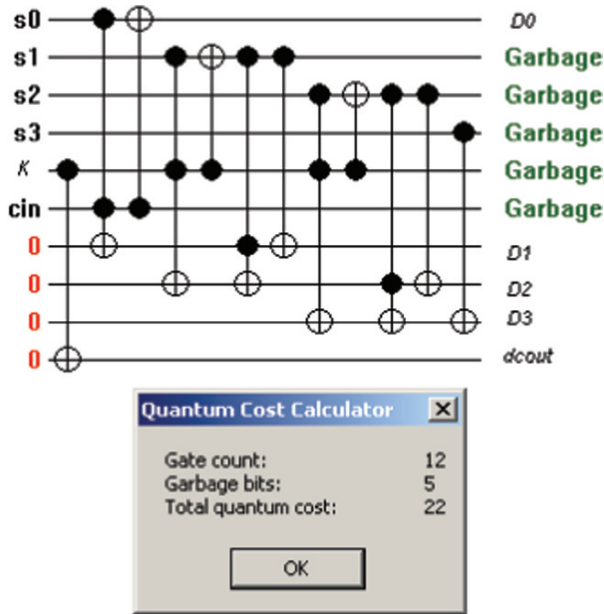 s0 D0
s1 Garbage
s2 Garbage
s3 Garbage
K Garbage
cin Garbage
0 D1
0 D2
0 D3
0 dcout
Quantum Cost Calculator
Gate count: 12
Garbage bits: 5
Total quantum cost: 22
OK